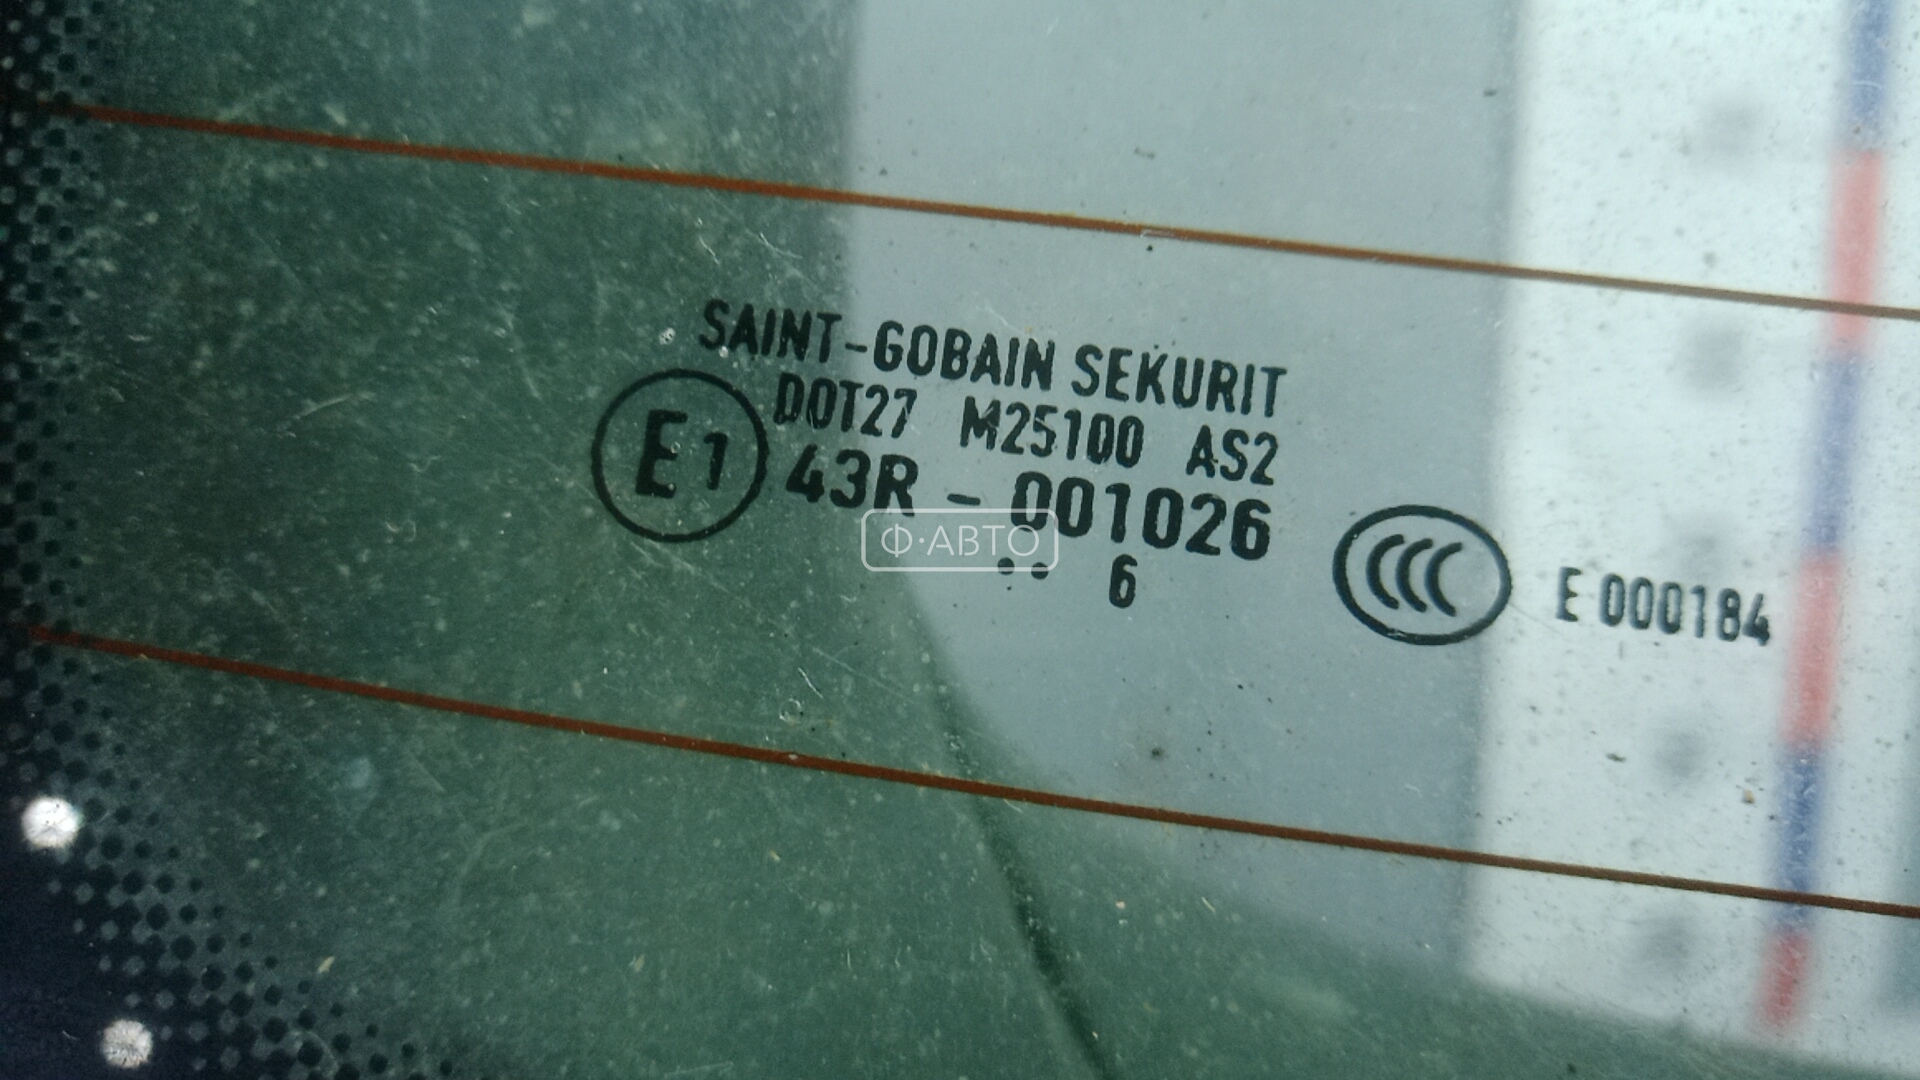 SAINT-GOBAIN SEKURIT
DOT27 M25100 AS2
E1 43R - 001026
.. 6
CCC E 000184
Ф·АВТО